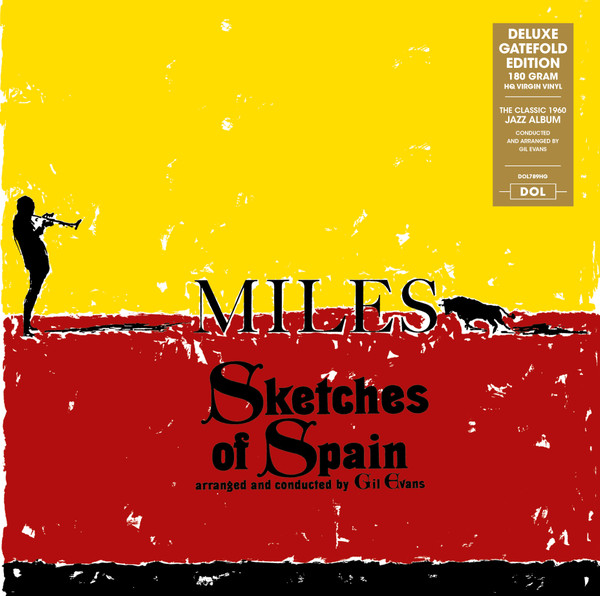 DELUXE
GATEFOLD
EDITION
180 GRAM
HQ VIRGIN VINYL
THE CLASSIC 1960
JAZZ ALBUM
CONDUCTED
AND ARRANGED BY
GIL EVANS
DOL789HG
DOL
MILES
Sketches
of Spain
arranged and conducted by Gil Evans